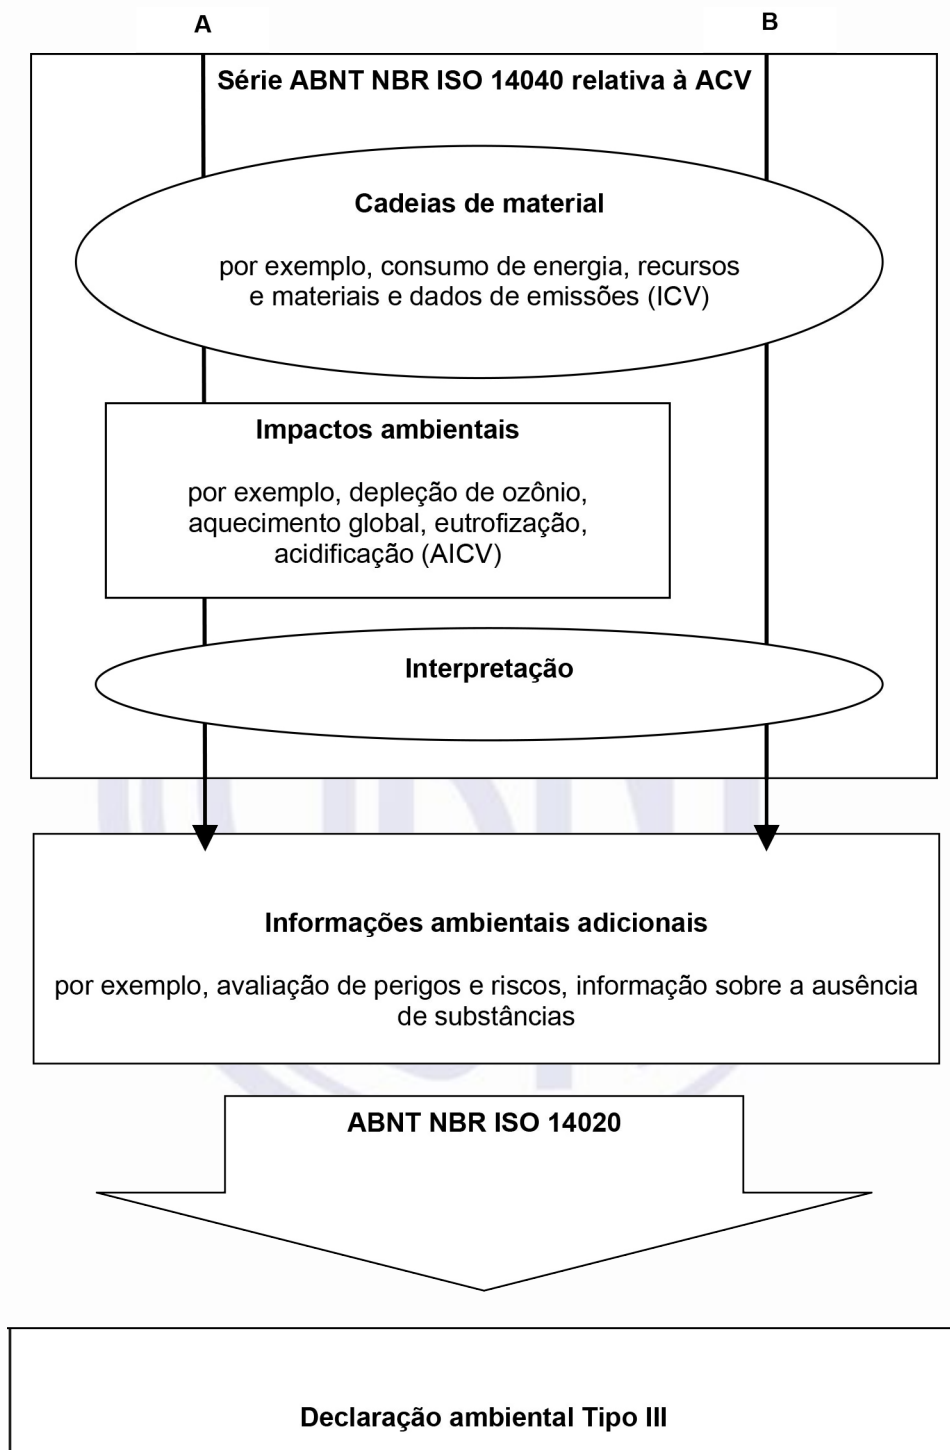 A
B
Série ABNT NBR ISO 14040 relativa à ACV
Cadeias de material
por exemplo, consumo de energia, recursos
e materiais e dados de emissões (ICV)
Impactos ambientais
por exemplo, depleção de ozônio,
aquecimento global, eutrofização,
acidificação (AICV)
Interpretação
Informações ambientais adicionais
por exemplo, avaliação de perigos e riscos, informação sobre a ausência
de substâncias
ABNT NBR ISO 14020
Declaração ambiental Tipo III